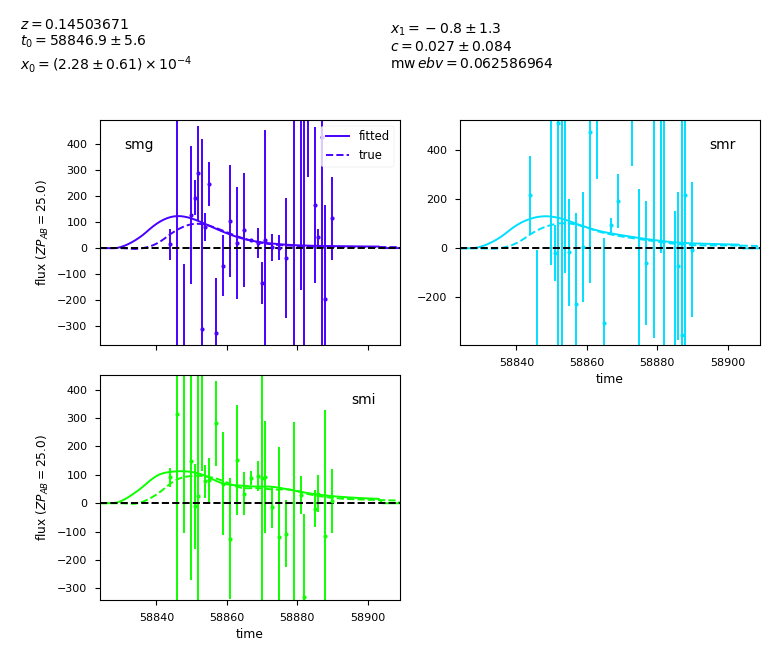 z = 0.14503671
t₀ = 58846.9 ± 5.6
x₀ = (2.28 ± 0.61) × 10⁻⁴
x₁ = −0.8 ± 1.3
c = 0.027 ± 0.084
mw ebv = 0.062586964
smg
fitted
true
400
300
200
100
0
−100
−200
−300
flux (ZP_AB = 25.0)
smr
400
200
0
−200
58840 58860 58880 58900
time
smi
400
300
200
100
0
−100
−200
−300
flux (ZP_AB = 25.0)
58840 58860 58880 58900
time